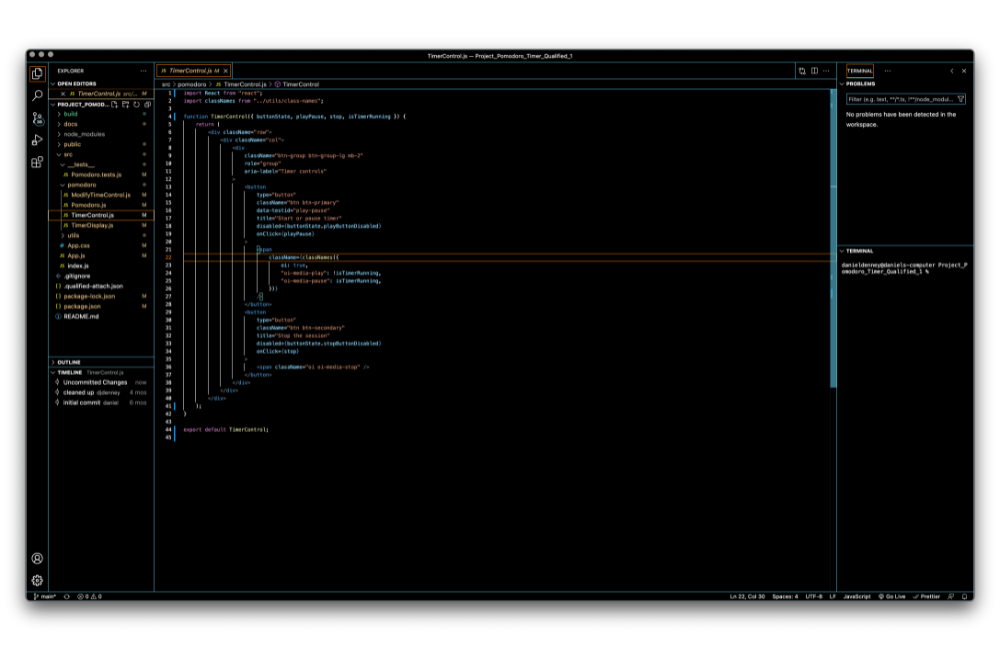 TimerControl.js — Project_Pomodoro_Timer_Qualified_1
EXPLORER
OPEN EDITORS
TimerControl.js src/... M
PROJECT_POMOD...
build
docs
node_modules
public
src
__tests__
Pomodoro.tests.js M
pomodoro
ModifyTimeControl.js M
Pomodoro.js M
TimerControl.js M
TimerDisplay.js M
utils
App.css M
App.js M
index.js M
.gitignore
.qualified-attach.json
package-lock.json M
package.json M
README.md
OUTLINE
TIMELINE TimerControl.js
Uncommitted Changes now
cleaned up djdenney 4 mos
initial commit daniel 6 mos
TimerControl.js M
src > pomodoro > JS TimerControl.js > TimerControl
1 import React from "react";
2 import classNames from "../utils/class-names";
3
4 function TimerControl({ buttonState, playPause, stop, isTimerRunning }) {
5 return (
6 <div className="row">
7 <div className="col">
8 <div
9 className="btn-group btn-group-lg mb-2"
10 role="group"
11 aria-label="Timer controls"
12 >
13 <button
14 type="button"
15 className="btn btn-primary"
16 data-testid="play-pause"
17 title="Start or pause timer"
18 disabled={buttonState.playButtonDisabled}
19 onClick={playPause}
20 >
21 <span
22 className={classNames({
23 oi: true,
24 "oi-media-play": !isTimerRunning,
25 "oi-media-pause": isTimerRunning,
26 })}
27 />
28 </button>
29 <button
30 type="button"
31 className="btn btn-secondary"
32 title="Stop the session"
33 disabled={buttonState.stopButtonDisabled}
34 onClick={stop}
35 >
36 <span className="oi oi-media-stop" />
37 </button>
38 </div>
39 </div>
40 </div>
41 );
42 }
43
44 export default TimerControl;
45
TERMINAL
PROBLEMS
Filter (e.g. text, **/*.ts, !**/node_modul...
No problems have been detected in the
workspace.
TERMINAL
danieldenney@daniels-computer Project_P
omodoro_Timer_Qualified_1 %
main* 0 0 Ln 22, Col 30 Spaces: 4 UTF-8 LF JavaScript Go Live Prettier